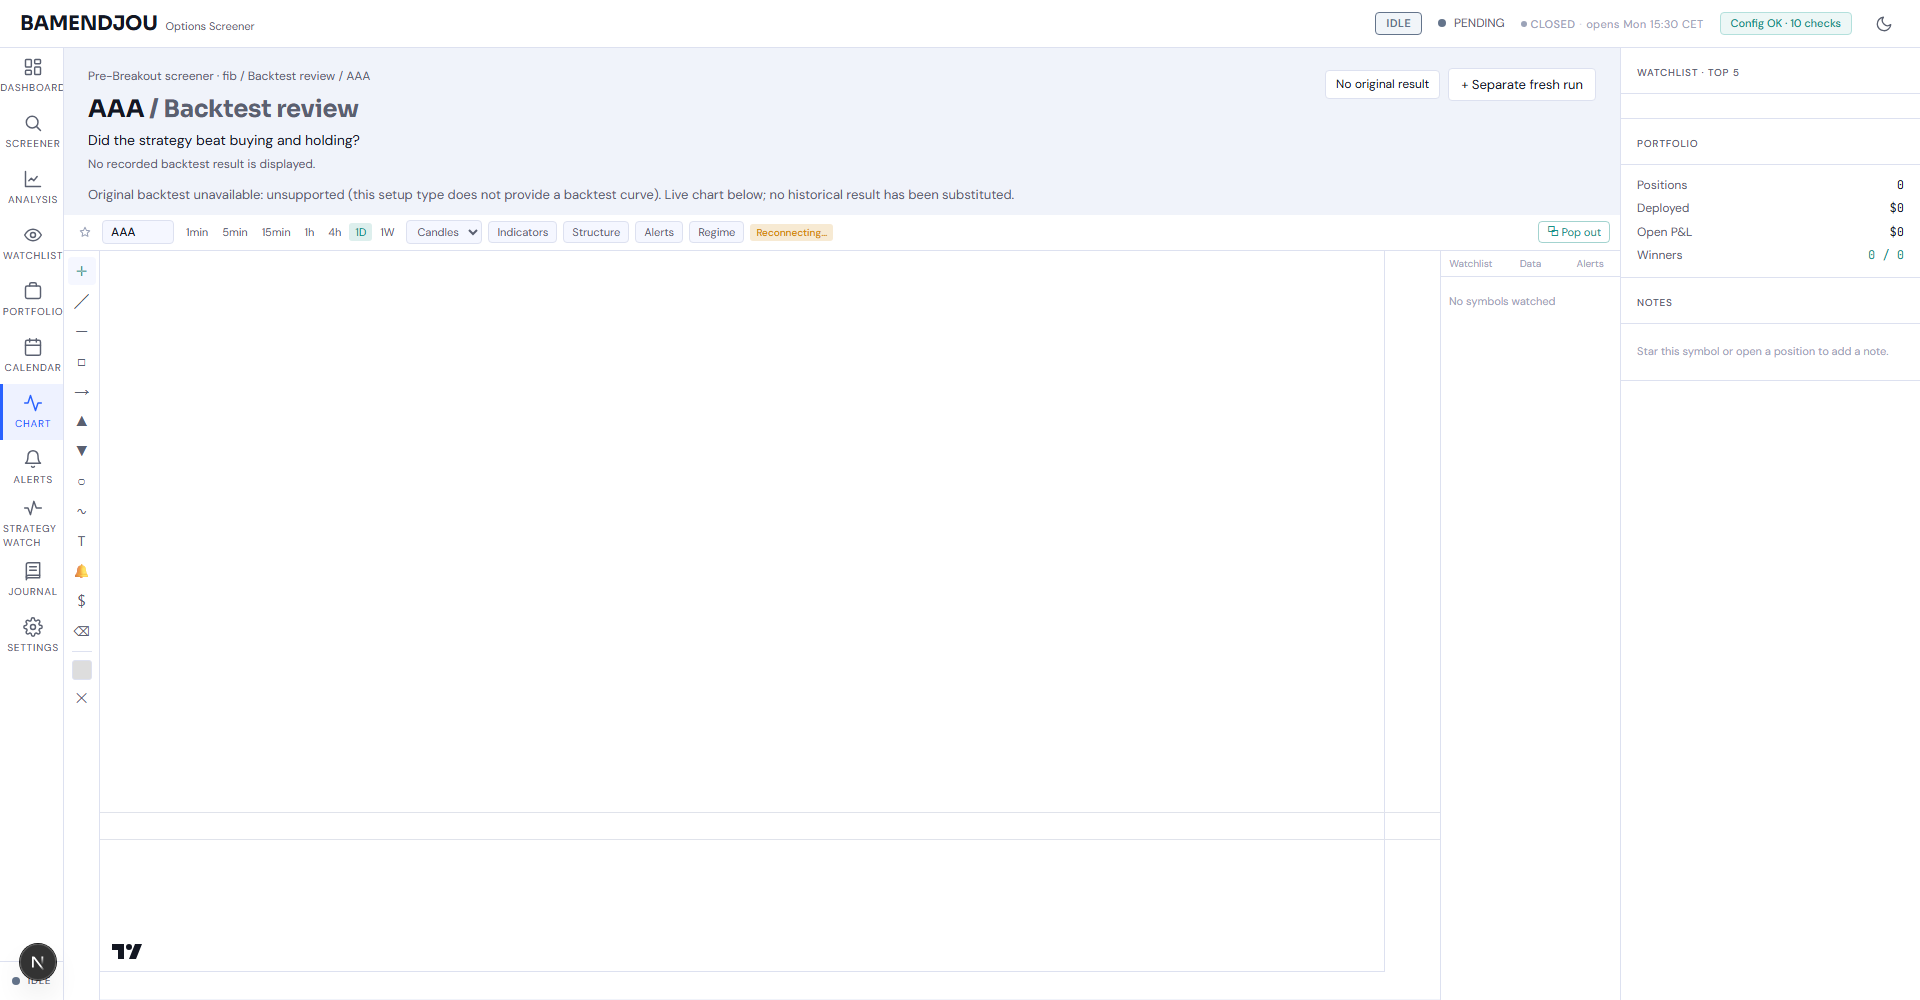 BAMENDJOU Options Screener
IDLE
PENDING
CLOSED · opens Mon 15:30 CET
Config OK · 10 checks
DASHBOARD
SCREENER
ANALYSIS
WATCHLIST
PORTFOLIO
CALENDAR
CHART
ALERTS
STRATEGY
WATCH
JOURNAL
SETTINGS
N
IDLE
Pre-Breakout screener · fib / Backtest review / AAA
AAA / Backtest review
Did the strategy beat buying and holding?
No recorded backtest result is displayed.
Original backtest unavailable: unsupported (this setup type does not provide a backtest curve). Live chart below; no historical result has been substituted.
No original result
+ Separate fresh run
AAA 1min 5min 15min 1h 4h 1D 1W Candles Indicators Structure Alerts Regime Reconnecting... Pop out
T
$
Watchlist Data Alerts
No symbols watched
WATCHLIST · TOP 5
PORTFOLIO
Positions 0
Deployed $0
Open P&L $0
Winners 0 / 0
NOTES
Star this symbol or open a position to add a note.